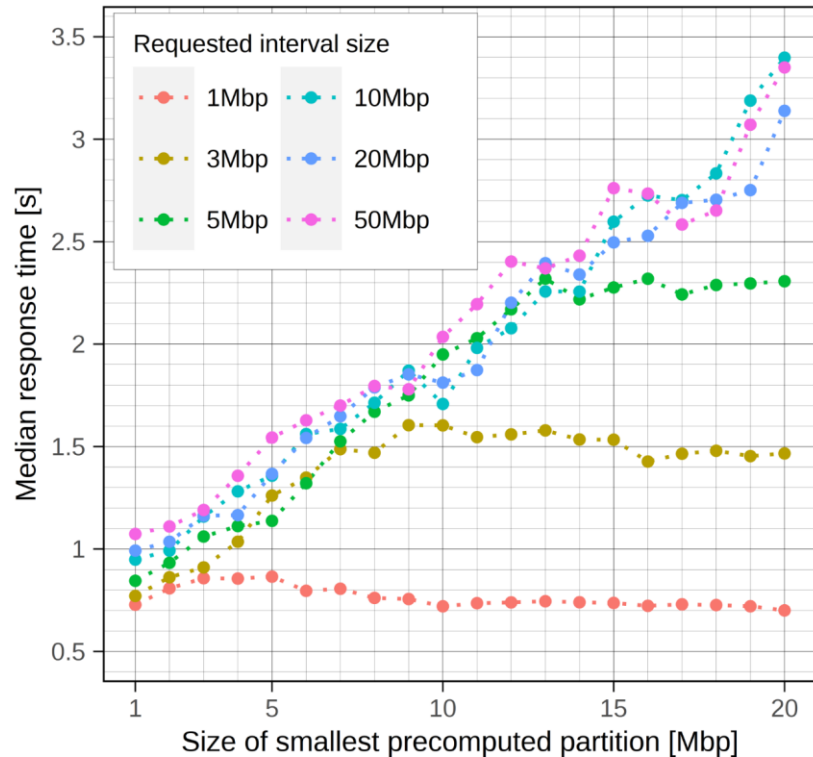 3.5
3
2.5
2
1.5
1
0.5
Median response time [s]
Requested interval size
1Mbp 10Mbp
3Mbp 20Mbp
5Mbp 50Mbp
1 5 10 15 20
Size of smallest precomputed partition [Mbp]